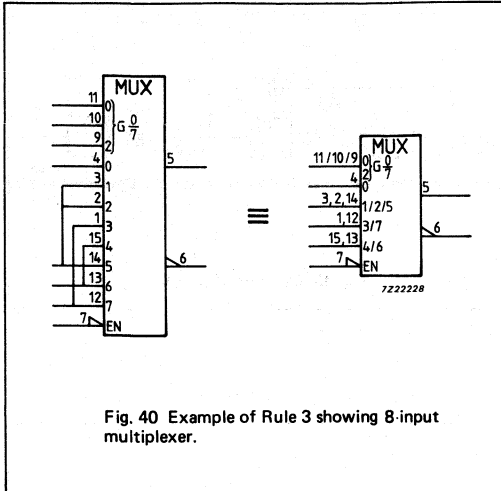 MUX
11 0
10 G 0/7
9 2
4 0
3 1
2 2
1 3
15 4
14 5
13 6
12 7
7 EN
5
6
≡
MUX
11/10/9 0 G 0/7
2
4 0
3,2,14 1/2/5
1,12 3/7
15,13 4/6
7 EN
5
6
7Z22228
Fig. 40 Example of Rule 3 showing 8-input
multiplexer.